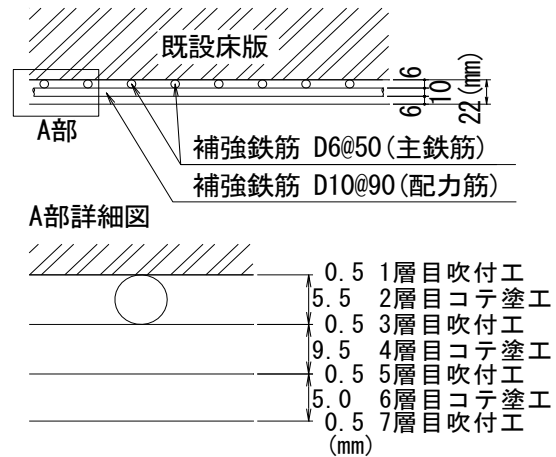 既設床版
6
10
6
22(mm)
A部
補強鉄筋 D6@50(主鉄筋)
補強鉄筋 D10@90(配力筋)
A部詳細図
0.5 1層目吹付工
5.5 2層目コテ塗工
0.5 3層目吹付工
9.5 4層目コテ塗工
0.5 5層目吹付工
5.0 6層目コテ塗工
0.5 7層目吹付工
(mm)